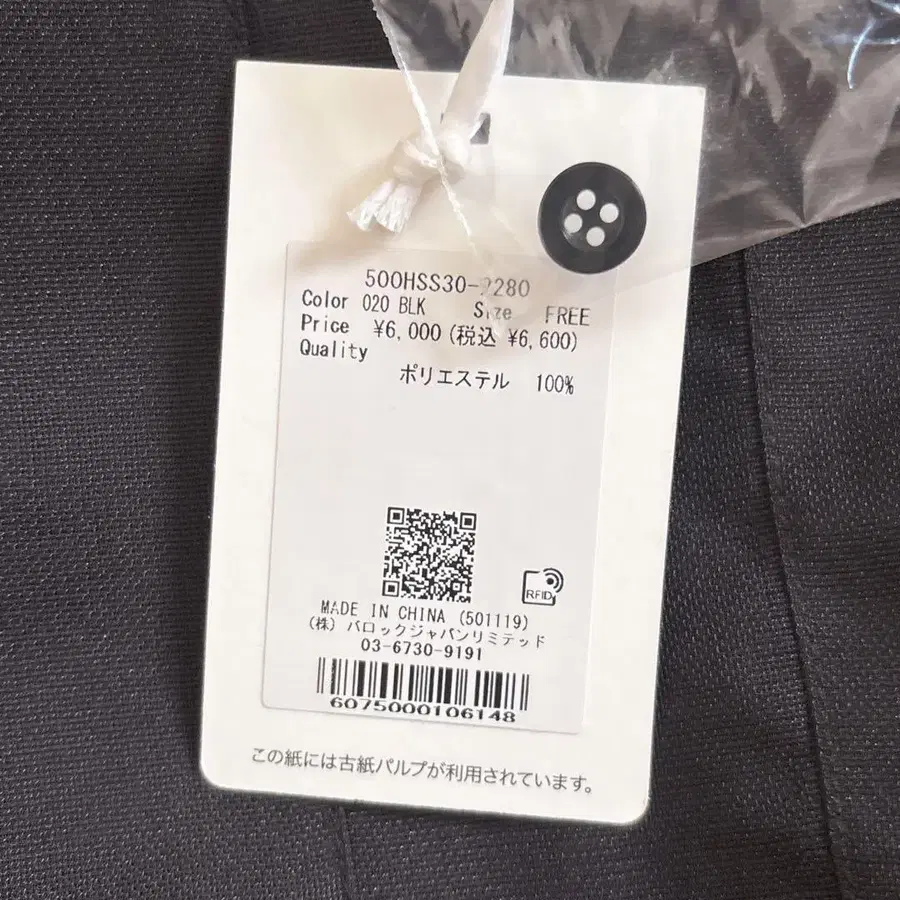 500HSS30-2280
Color 020 BLK Size FREE
Price ¥6,000(税込 ¥6,600)
Quality
ポリエステル 100%
RFID
MADE IN CHINA (501119)
(株) バロックジャパンリミテッド
03-6730-9191
6075000106148
この紙には古紙パルプが利用されています。